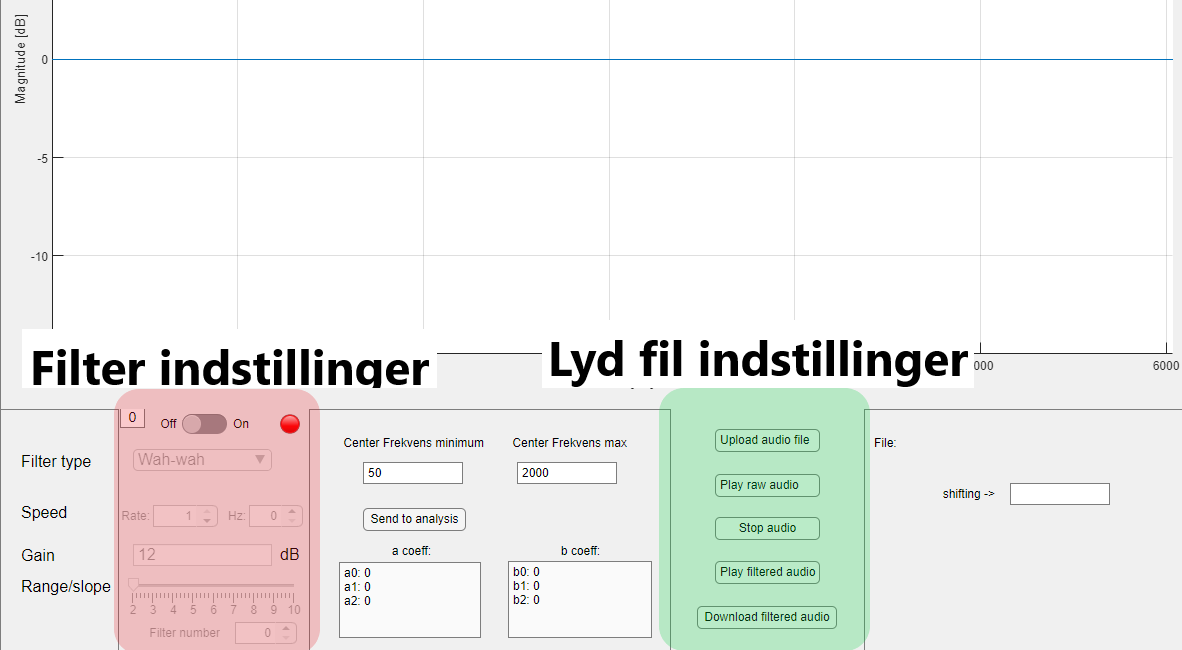 Magnitude [dB]
0
-5
-10
000
6000
Filter indstillinger
Lyd fil indstillinger
0
Off
On
Filter type
Wah-wah
Speed
Rate: 1 Hz: 0
Gain
12
dB
Range/slope
2 3 4 5 6 7 8 9 10
Filter number 0
Center Frekvens minimum
Center Frekvens max
50
2000
Send to analysis
a coeff:
b coeff:
a0: 0
a1: 0
a2: 0
b0: 0
b1: 0
b2: 0
Upload audio file
Play raw audio
Stop audio
Play filtered audio
Download filtered audio
File:
shifting ->